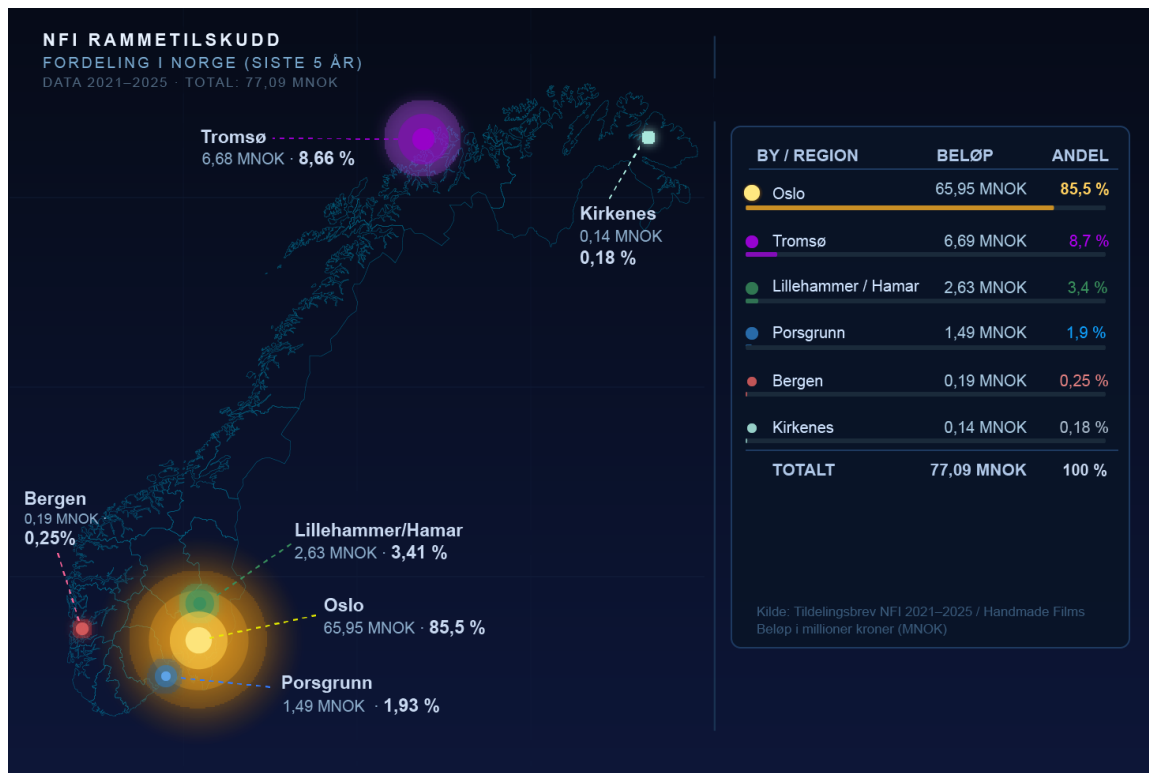 NFI RAMMETILSKUDD
FORDELING I NORGE (SISTE 5 ÅR)
DATA 2021–2025 · TOTAL: 77,09 MNOK
Tromsø
6,68 MNOK · 8,66 %
Kirkenes
0,14 MNOK
0,18 %
Bergen
0,19 MNOK ·
0,25%
Lillehammer/Hamar
2,63 MNOK · 3,41 %
Oslo
65,95 MNOK · 85,5 %
Porsgrunn
1,49 MNOK · 1,93 %
BY / REGION BELØP ANDEL
Oslo 65,95 MNOK 85,5 %
Tromsø 6,69 MNOK 8,7 %
Lillehammer / Hamar 2,63 MNOK 3,4 %
Porsgrunn 1,49 MNOK 1,9 %
Bergen 0,19 MNOK 0,25 %
Kirkenes 0,14 MNOK 0,18 %
TOTALT 77,09 MNOK 100 %
Kilde: Tildelingsbrev NFI 2021–2025 / Handmade Films
Beløp i millioner kroner (MNOK)